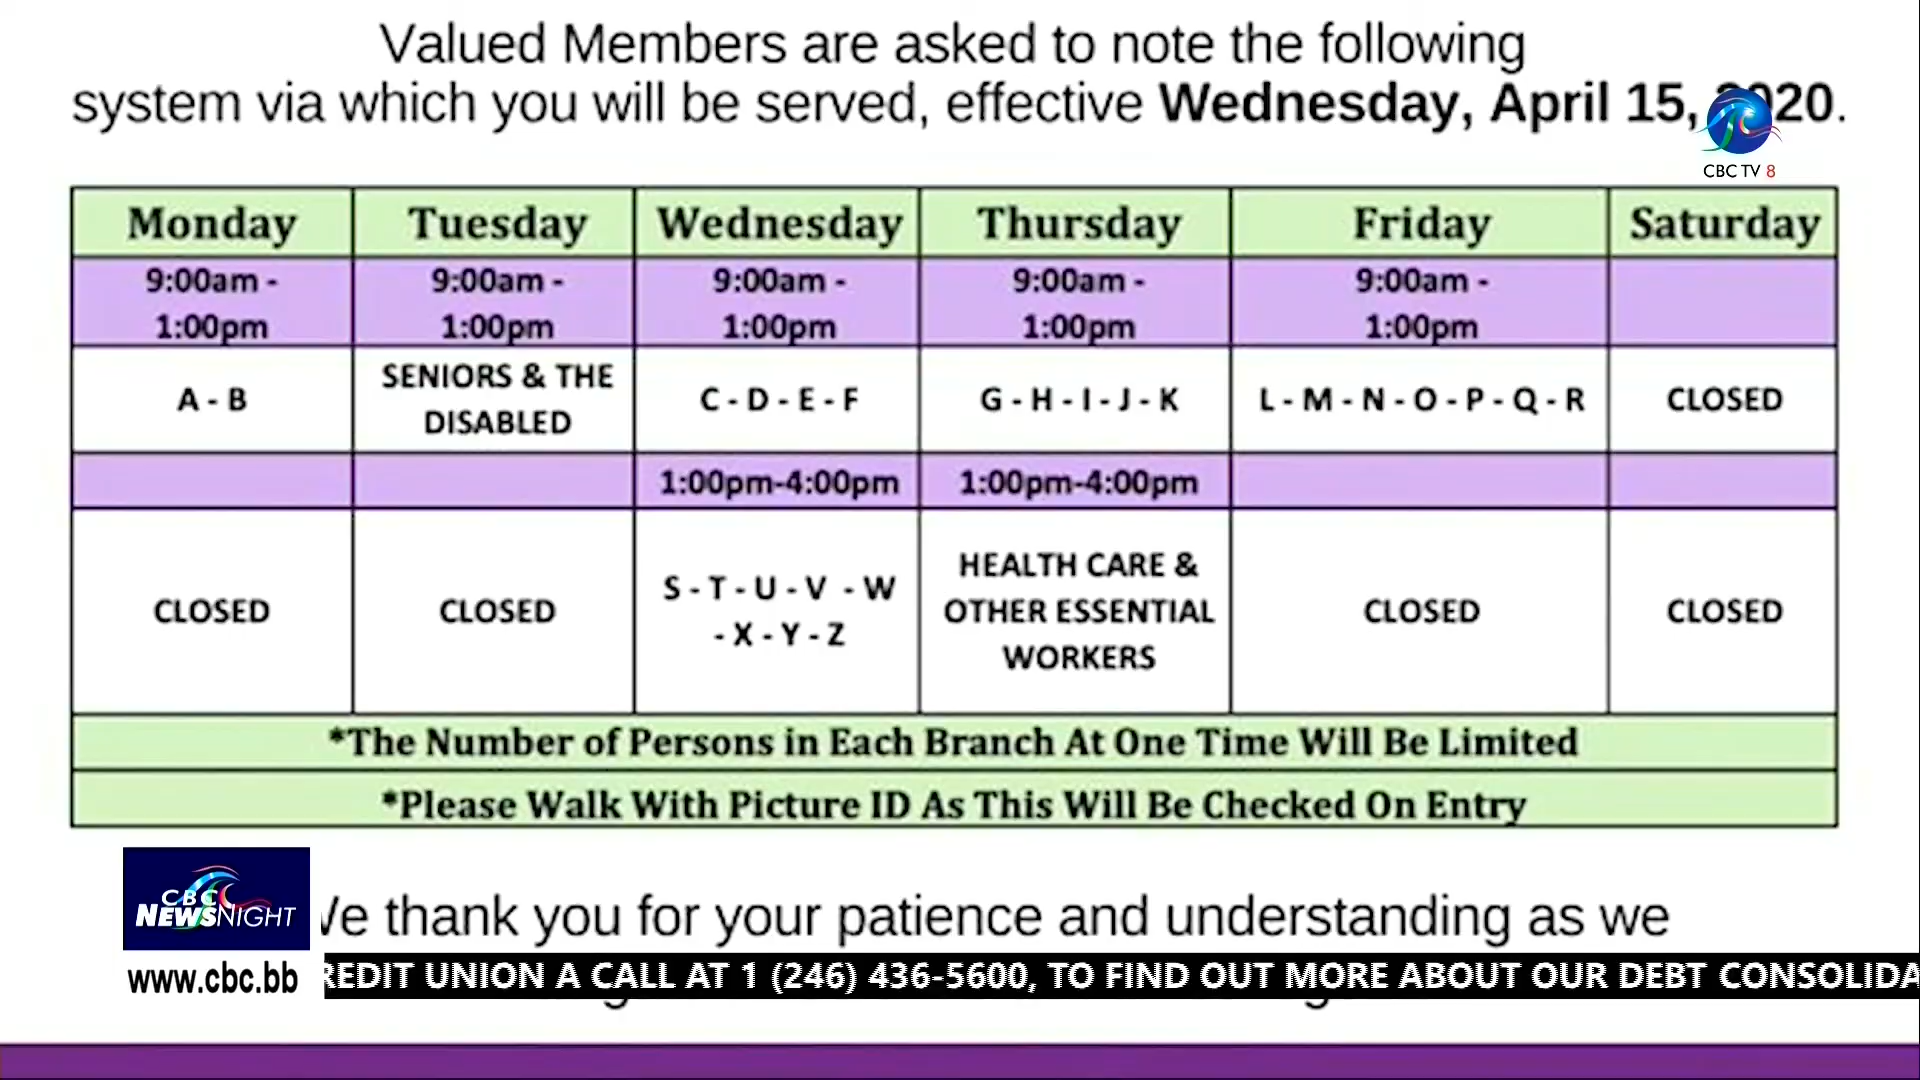 Valued Members are asked to note the following
system via which you will be served, effective Wednesday, April 15, 2020.
CBC TV 8
Monday Tuesday Wednesday Thursday Friday Saturday
9:00am - 9:00am - 9:00am - 9:00am - 9:00am -
1:00pm 1:00pm 1:00pm 1:00pm 1:00pm
A - B SENIORS & THE DISABLED C - D - E - F G - H - I - J - K L - M - N - O - P - Q - R CLOSED
1:00pm-4:00pm 1:00pm-4:00pm
CLOSED CLOSED S - T - U - V - W - X - Y - Z HEALTH CARE & OTHER ESSENTIAL WORKERS CLOSED CLOSED
*The Number of Persons in Each Branch At One Time Will Be Limited
*Please Walk With Picture ID As This Will Be Checked On Entry
CBC
NEWSNIGHT
We thank you for your patience and understanding as we
www.cbc.bb
REDIT UNION A CALL AT 1 (246) 436-5600, TO FIND OUT MORE ABOUT OUR DEBT CONSOLIDA